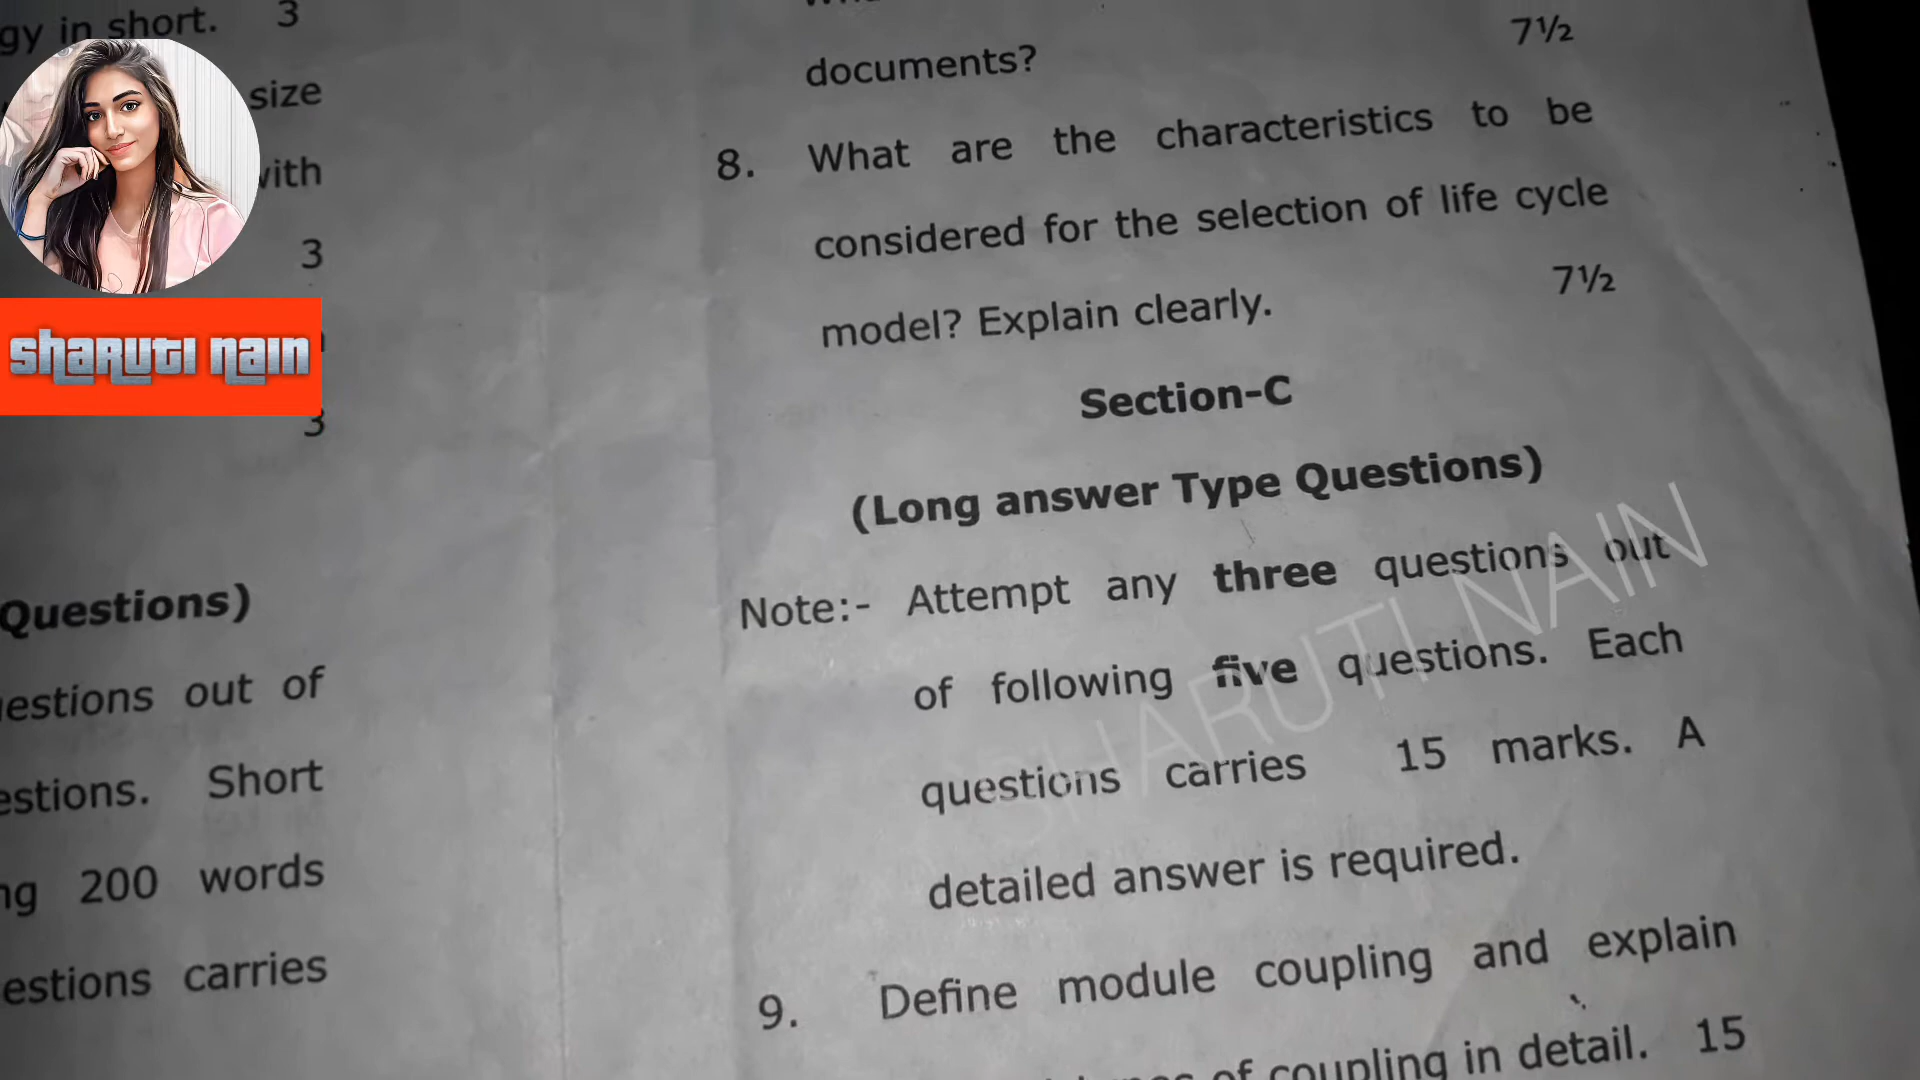 gy in short. 3
size
with
3
3
Questions)
estions out of
estions. Short
ng 200 words
estions carries
sharuti nain
documents? 7½
8. What are the characteristics to be
considered for the selection of life cycle
model? Explain clearly. 7½
Section-C
(Long answer Type Questions)
Note:- Attempt any three questions out
of following five questions. Each
questions carries 15 marks. A
detailed answer is required.
9. Define module coupling and explain
of coupling in detail. 15
SHARUTI NAIN